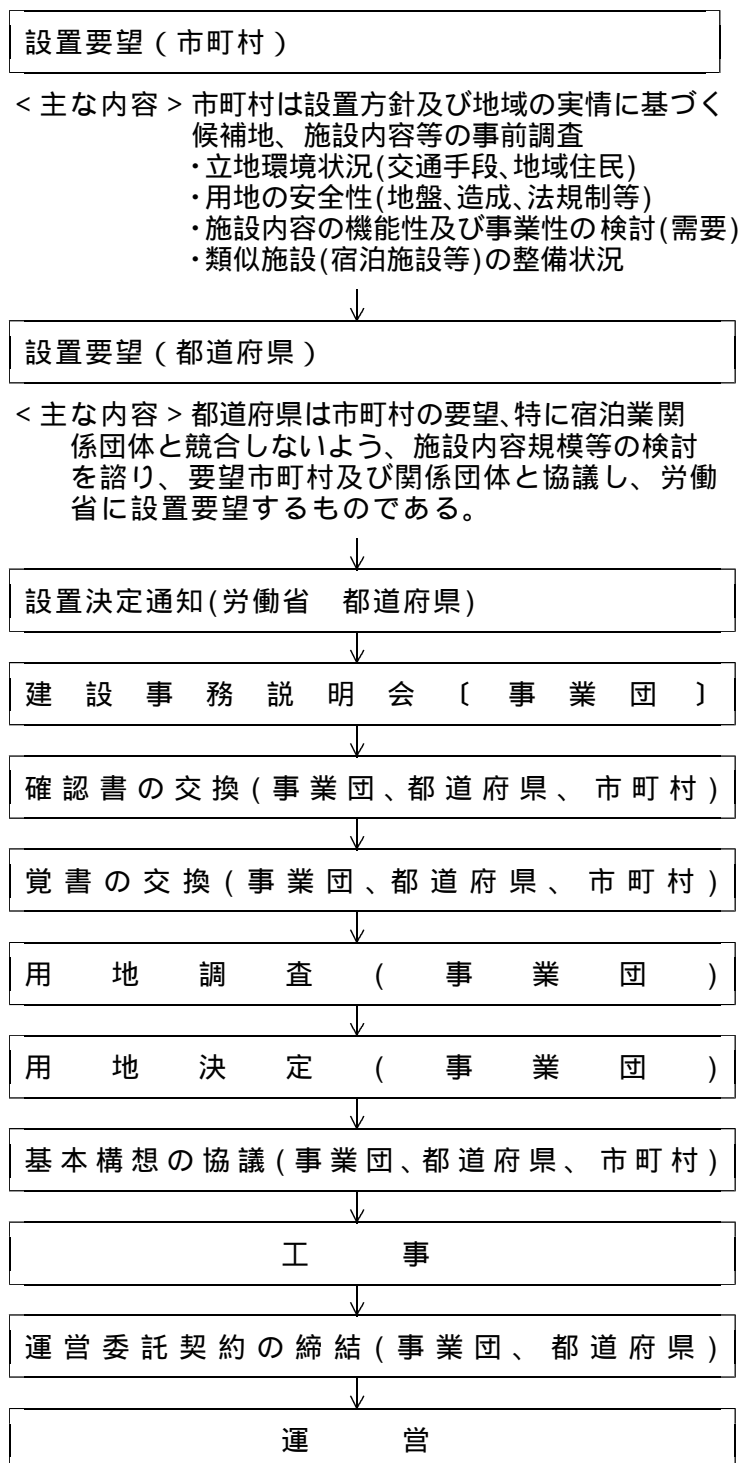 設置要望(市町村)
<主な内容>市町村は設置方針及び地域の実情に基づく
候補地、施設内容等の事前調査
・立地環境状況(交通手段、地域住民)
・用地の安全性(地盤、造成、法規制等)
・施設内容の機能性及び事業性の検討(需要)
・類似施設(宿泊施設等)の整備状況
設置要望(都道府県)
<主な内容>都道府県は市町村の要望、特に宿泊業関
係団体と競合しないよう、施設内容規模等の検討
を諮り、要望市町村及び関係団体と協議し、労働
省に設置要望するものである。
設置決定通知(労働省 都道府県)
建設事務説明会〔事業団〕
確認書の交換(事業団、都道府県、市町村)
覚書の交換(事業団、都道府県、市町村)
用地調査(事業団)
用地決定(事業団)
基本構想の協議(事業団、都道府県、市町村)
工事
運営委託契約の締結(事業団、都道府県)
運営